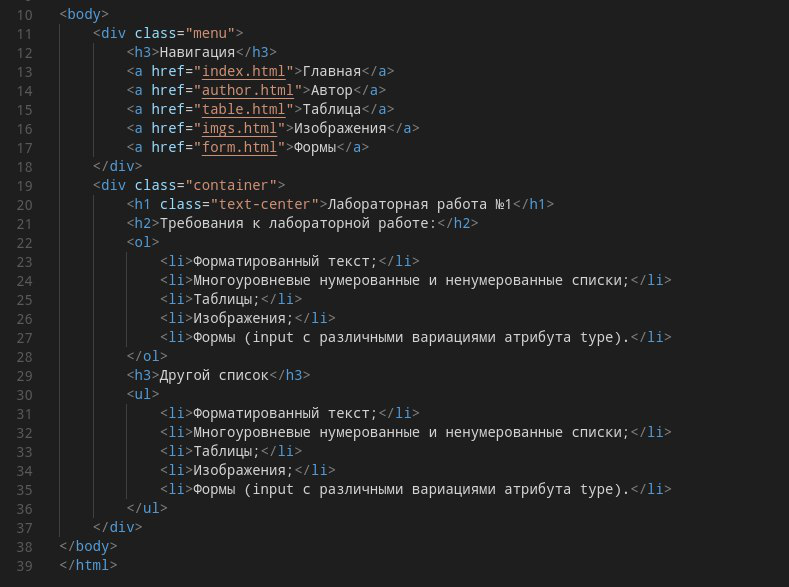 10 <body>
11     <div class="menu">
12         <h3>Навигация</h3>
13         <a href="index.html">Главная</a>
14         <a href="author.html">Автор</a>
15         <a href="table.html">Таблица</a>
16         <a href="imgs.html">Изображения</a>
17         <a href="form.html">Формы</a>
18     </div>
19     <div class="container">
20         <h1 class="text-center">Лабораторная работа №1</h1>
21         <h2>Требования к лабораторной работе:</h2>
22         <ol>
23             <li>Форматированный текст;</li>
24             <li>Многоуровневые нумерованные и ненумерованные списки;</li>
25             <li>Таблицы;</li>
26             <li>Изображения;</li>
27             <li>Формы (input с различными вариациями атрибута type).</li>
28         </ol>
29         <h3>Другой список</h3>
30         <ul>
31             <li>Форматированный текст;</li>
32             <li>Многоуровневые нумерованные и ненумерованные списки;</li>
33             <li>Таблицы;</li>
34             <li>Изображения;</li>
35             <li>Формы (input с различными вариациями атрибута type).</li>
36         </ul>
37     </div>
38 </body>
39 </html>